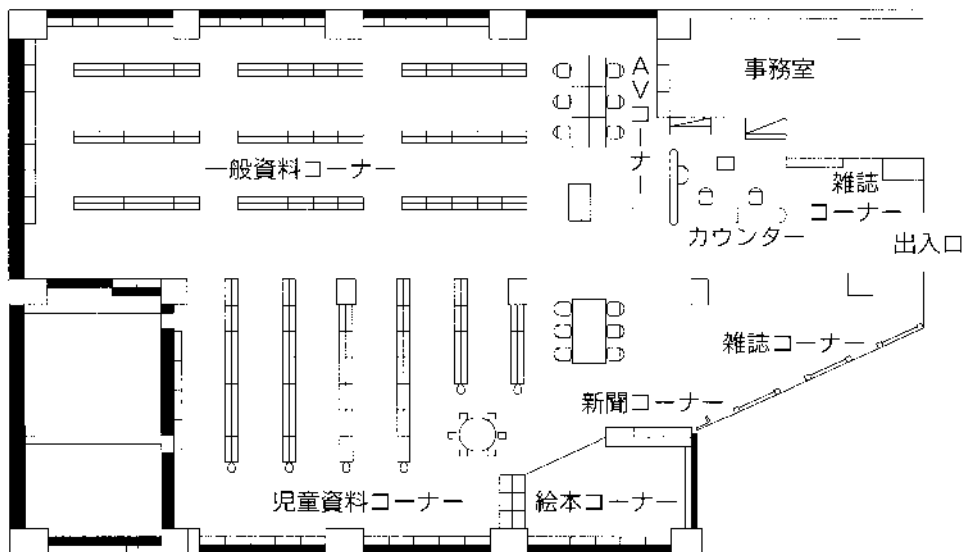 事務室
AVコーナー
一般資料コーナー
雑誌
コーナー
カウンター
出入口
雑誌コーナー
新聞コーナー
児童資料コーナー
絵本コーナー